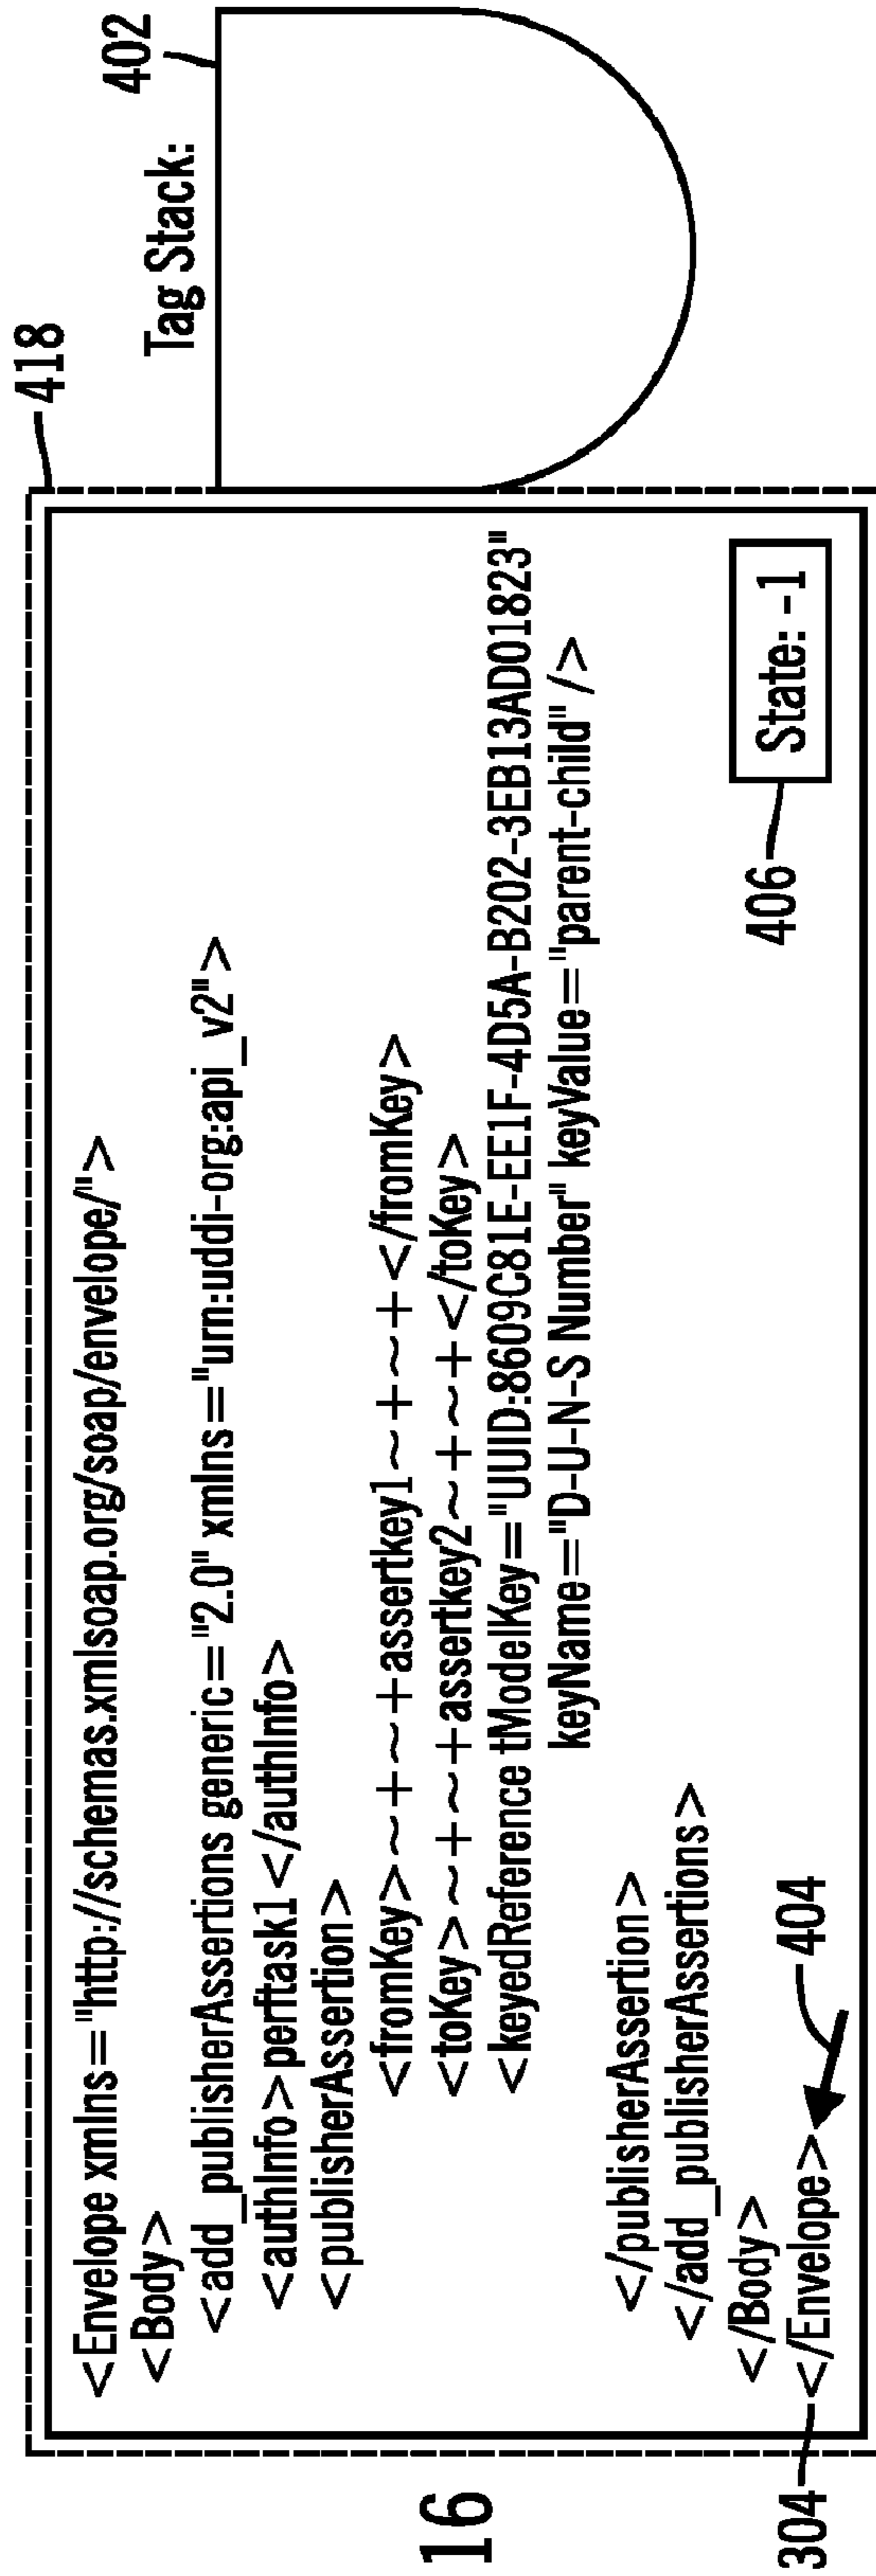 418
402
Tag Stack:
<Envelope xmlns="http://schemas.xmlsoap.org/soap/envelope/">
<Body>
<add_publisherAssertions generic="2.0" xmlns="urn:uddi-org:api_v2">
<authInfo>perftask1</authInfo>
<publisherAssertion>
<fromKey>~+~+~+assertkey1~+~+~+</fromKey>
<toKey>~+~+~+assertkey2~+~+~+</toKey>
<keyedReference tModelKey="UUID:8609C81E-EE1F-4D5A-B202-3EB13AD01823"
keyName="D-U-N-S Number" keyValue="parent-child"/>
</publisherAssertion>
</add_publisherAssertions>
</Body>
</Envelope>
404
406
State: -1
304
16